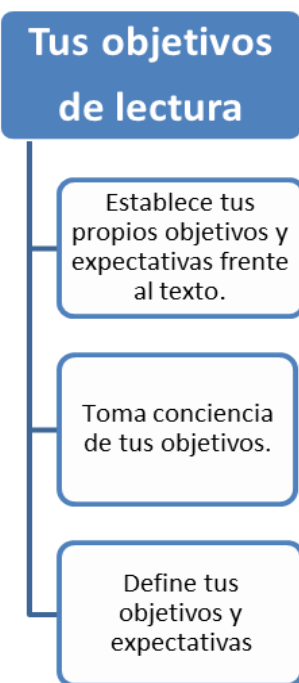 Tus objetivos
de lectura
Establece tus
propios objetivos y
expectativas frente
al texto.
Toma conciencia
de tus objetivos.
Define tus
objetivos y
expectativas